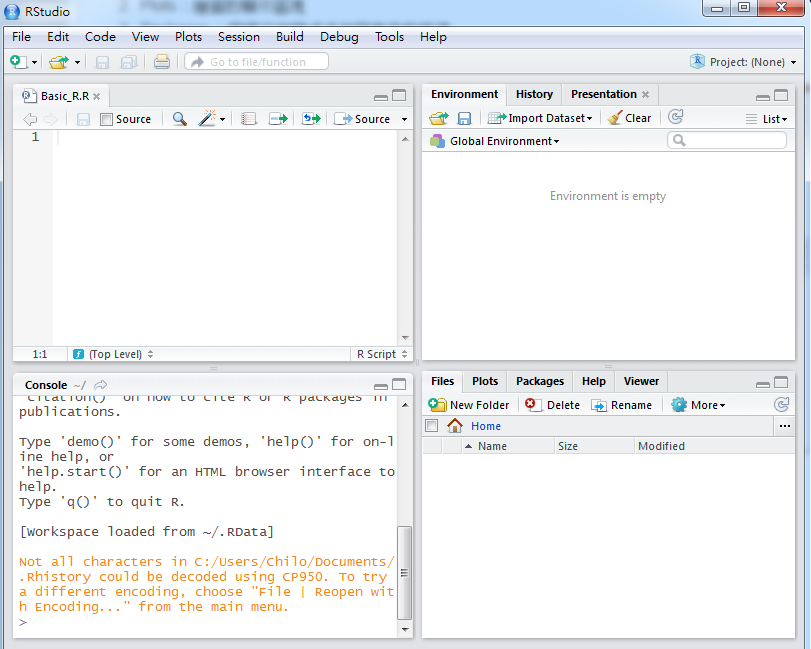 2. Plots：
RStudio
File Edit Code View Plots Session Build Debug Tools Help
Go to file/function
Project: (None)
Basic_R.R
Source
Source
1
1:1 (Top Level) R Script
Environment History Presentation
Import Dataset Clear List
Global Environment
Environment is empty
Console ~/
'citation()' on how to cite R or R packages in
publications.
Type 'demo()' for some demos, 'help()' for on-l
ine help, or
'help.start()' for an HTML browser interface to
help.
Type 'q()' to quit R.
[Workspace loaded from ~/.RData]
Not all characters in C:/Users/Chilo/Documents/
.Rhistory could be decoded using CP950. To try
a different encoding, choose "File | Reopen wit
h Encoding..." from the main menu.
>
Files Plots Packages Help Viewer
New Folder Delete Rename More
Home ...
Name Size Modified